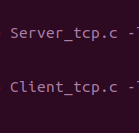 Server_tcp.c -
Client_tcp.c -